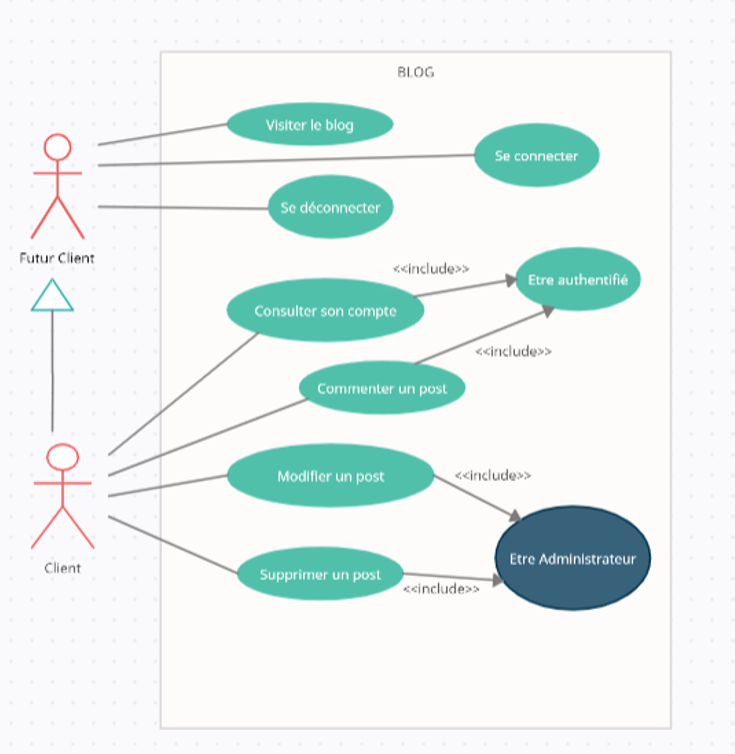 BLOG
Visiter le blog
Se connecter
Se déconnecter
Futur Client
<<include>>
Etre authentifié
Consulter son compte
<<include>>
Commenter un post
Modifier un post
<<include>>
Etre Administrateur
Client
Supprimer un post
<<include>>